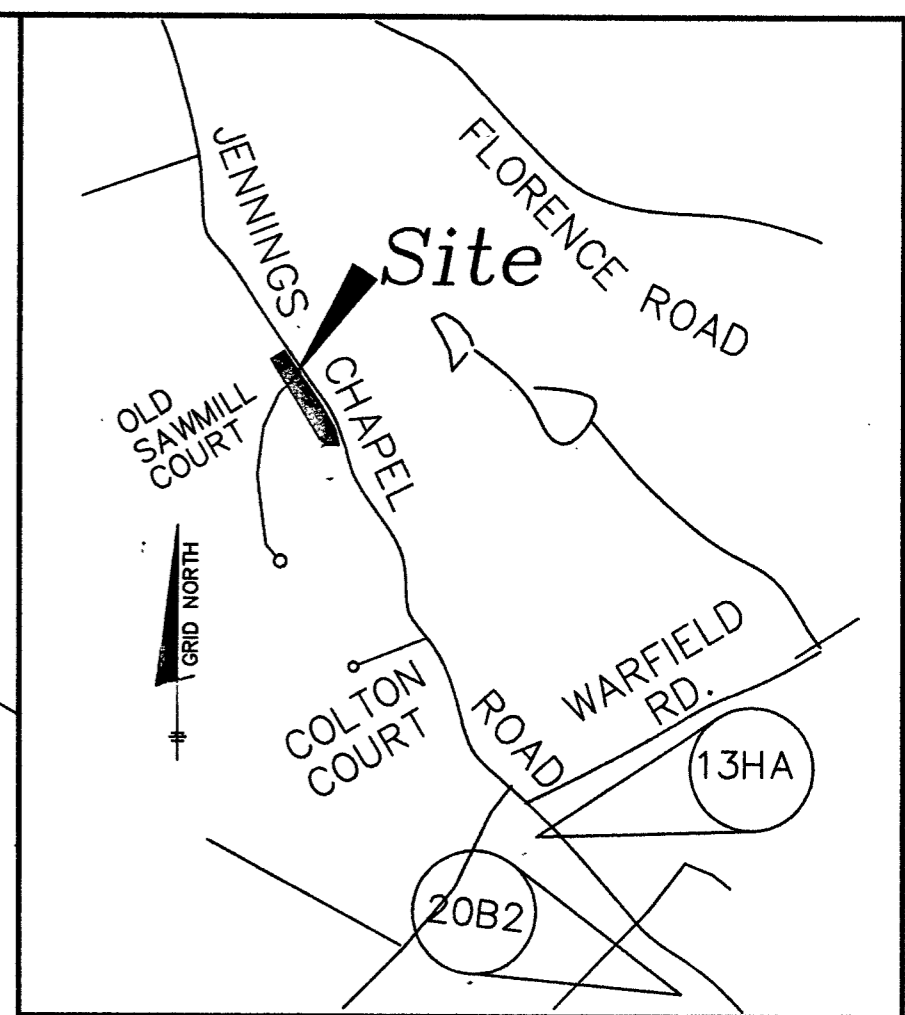 JENNINGS CHAPEL ROAD
FLORENCE ROAD
Site
OLD
SAWMILL
COURT
GRID NORTH
COLTON
COURT
WARFIELD
RD.
13HA
20B2